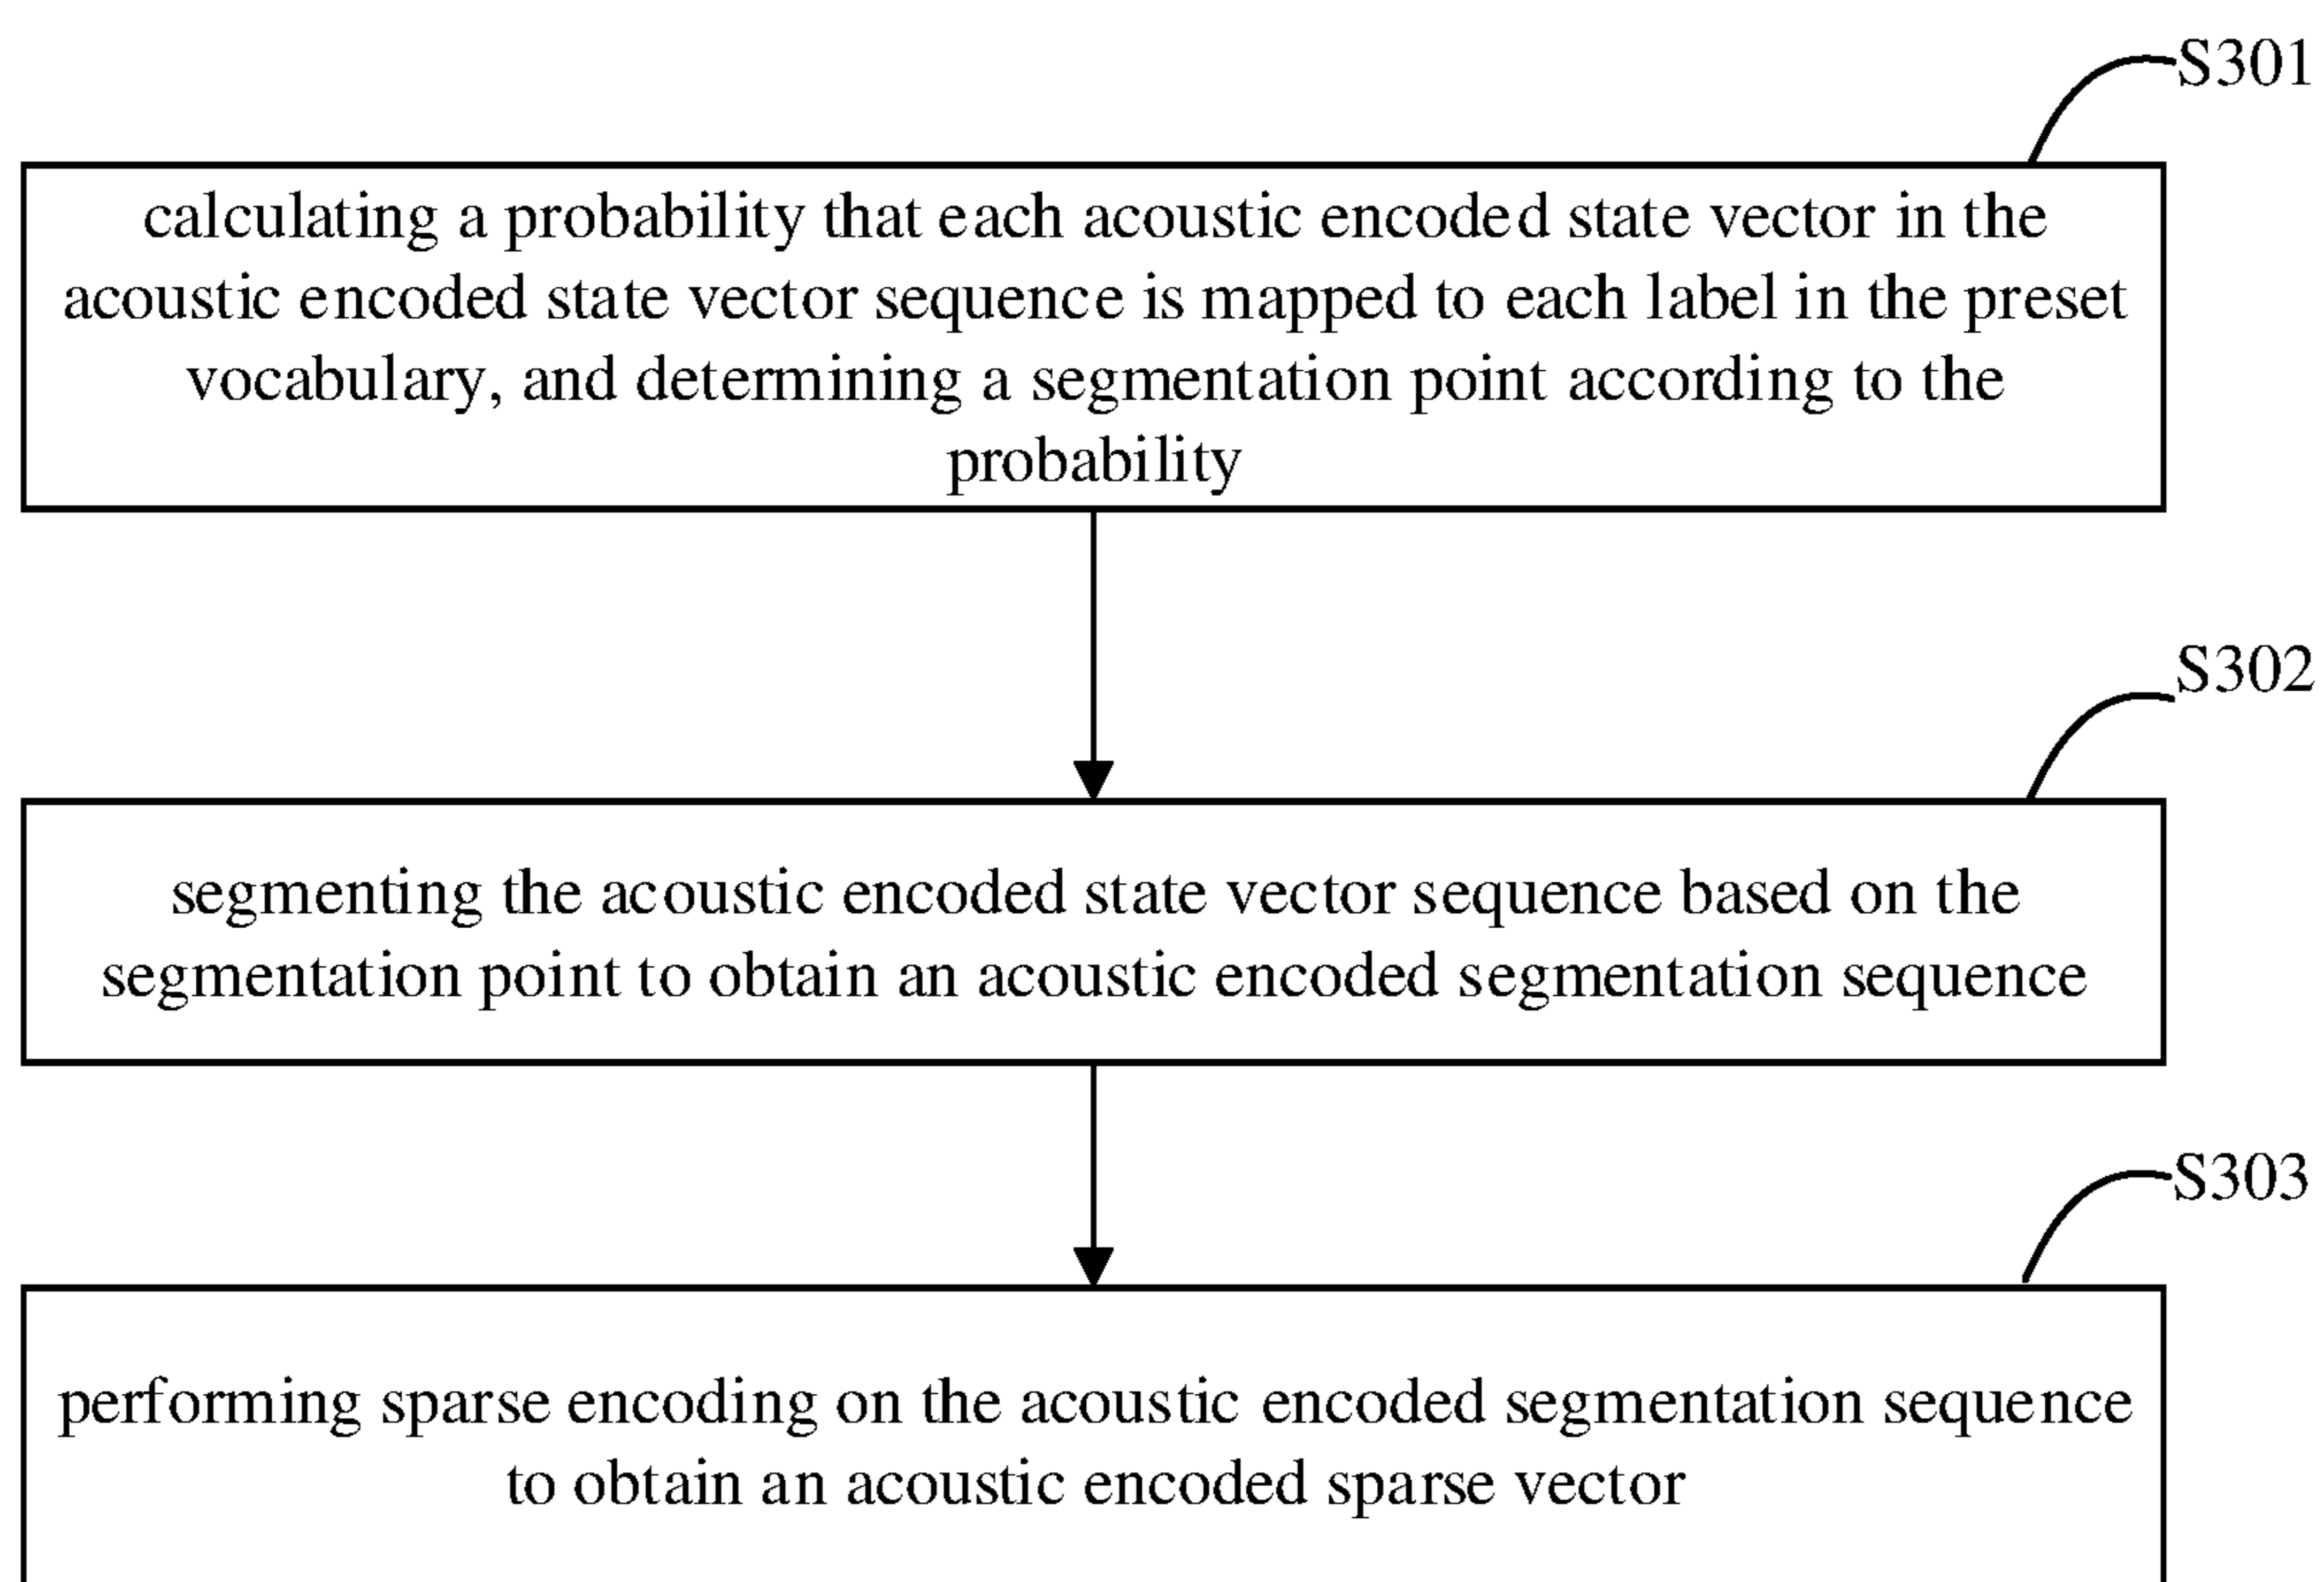 S301
calculating a probability that each acoustic encoded state vector in the
acoustic encoded state vector sequence is mapped to each label in the preset
vocabulary, and determining a segmentation point according to the
probability
S302
segmenting the acoustic encoded state vector sequence based on the
segmentation point to obtain an acoustic encoded segmentation sequence
S303
performing sparse encoding on the acoustic encoded segmentation sequence
to obtain an acoustic encoded sparse vector